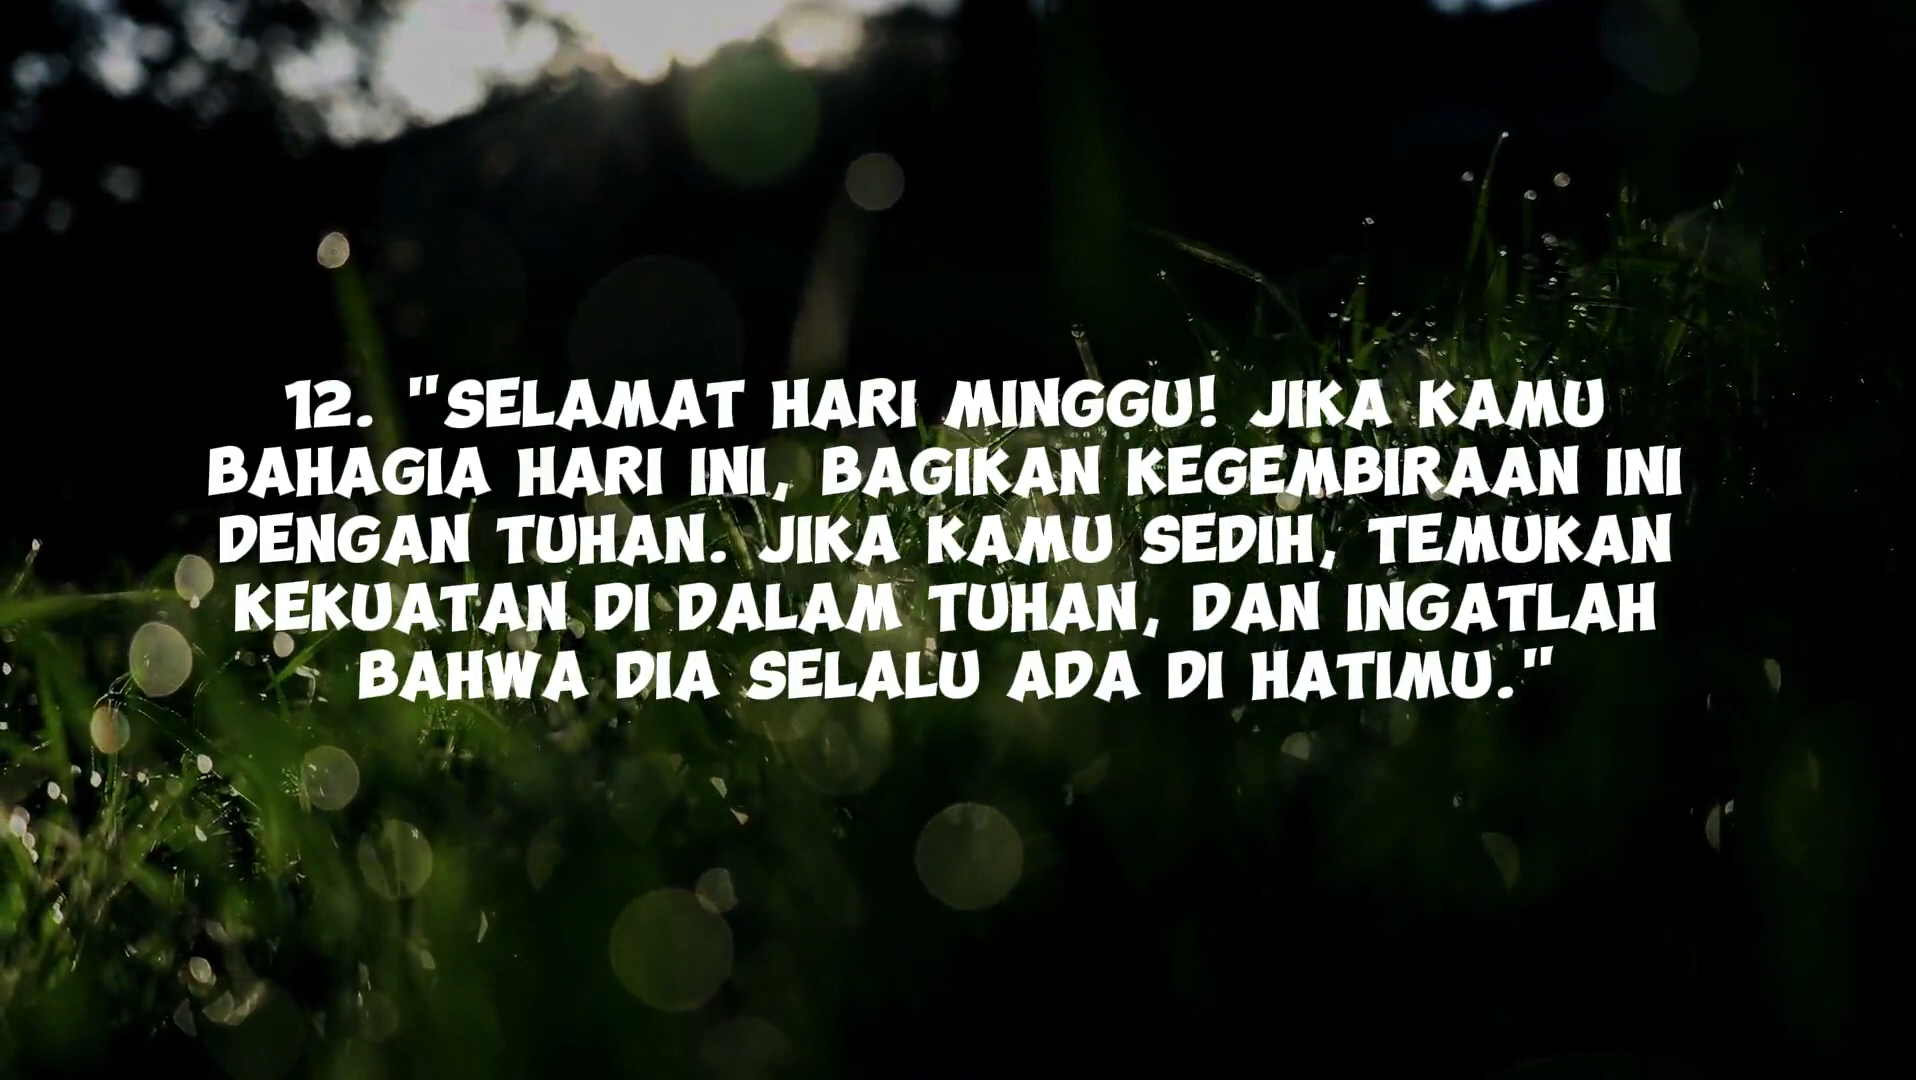 12. "SELAMAT HARI MINGGU! JIKA KAMU
BAHAGIA HARI INI, BAGIKAN KEGEMBIRAAN INI
DENGAN TUHAN. JIKA KAMU SEDIH, TEMUKAN
KEKUATAN DI DALAM TUHAN, DAN INGATLAH
BAHWA DIA SELALU ADA DI HATIMU."